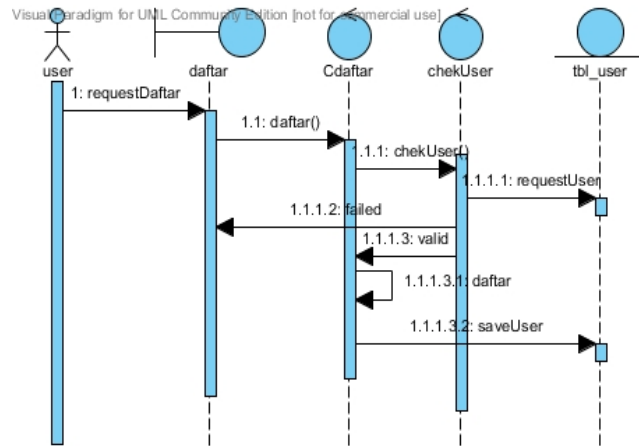 Visual Paradigm for UML Community Edition [not for commercial use]
user
daftar
Cdaftar
chekUser
tbl_user
1: requestDaftar
1.1: daftar()
1.1.1: chekUser()
1.1.1.1: requestUser
1.1.1.2: failed
1.1.1.3: valid
1.1.1.3.1: daftar
1.1.1.3.2: saveUser